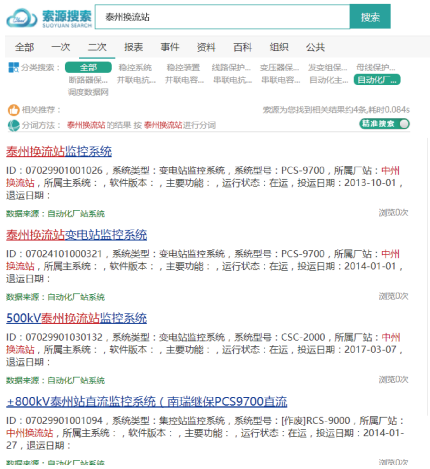 索源搜索
SUOYUAN SEARCH
泰州换流站
搜索
全部 一次 二次 报表 事件 资料 百科 组织 公共
分类搜索： 全部 稳控系统 稳控装置 线路保护... 变压器保... 发变组保... 母线保护...
断路器保... 并联电抗... 并联电容... 串联电抗... 串联电容... 自动化主... 自动化厂...
调度数据网
相关推荐： 索源为您找到相关结果约4条,耗时0.084s
分词方法： 泰州换流站 的结果 按 泰州换流站 进行分词 精准搜索
泰州换流站监控系统
ID：07029901001026，系统类型：变电站监控系统，系统型号：PCS-9700，所属厂站：中州
换流站，所属主系统：，软件版本：，主要功能：，运行状态：在运，投运日期：2013-10-01，
退运日期：
数据来源：自动化厂站系统 浏览0次
泰州换流站变电站监控系统
ID：07024101000321，系统类型：变电站监控系统，系统型号：PCS-9700，所属厂站：中州
换流站，所属主系统：，软件版本：，主要功能：，运行状态：在运，投运日期：2014-01-01，
退运日期：
数据来源：自动化厂站系统 浏览0次
500kV泰州换流站监控系统
ID：07029901030132，系统类型：变电站监控系统，系统型号：CSC-2000，所属厂站：中州
换流站，所属主系统：，软件版本：，主要功能：，运行状态：在运，投运日期：2017-03-07，
退运日期：
数据来源：自动化厂站系统 浏览0次
±800kV泰州站直流监控系统（南瑞继保PCS9700直流
ID：07029901001094，系统类型：集控站监控系统，系统型号：[作废]RCS-9000，所属厂站：
中州换流站，所属主系统：，软件版本：，主要功能：，运行状态：在运，投运日期：2014-01-
27，退运日期：
数据来源：自动化厂站系统 浏览0次